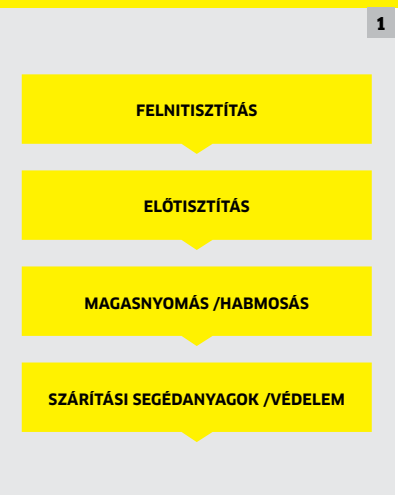 1
FELNITISZTÍTÁS
ELŐTISZTÍTÁS
MAGASNYOMÁS /HABMOSÁS
SZÁRÍTÁSI SEGÉDANYAGOK /VÉDELEM